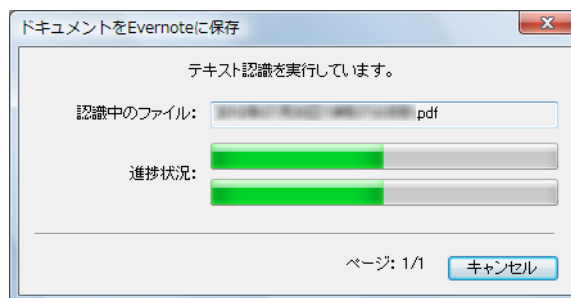 ドキュメントをEvernoteに保存
テキスト認識を実行しています。
認識中のファイル: .pdf
進捗状況:
ページ: 1/1 キャンセル